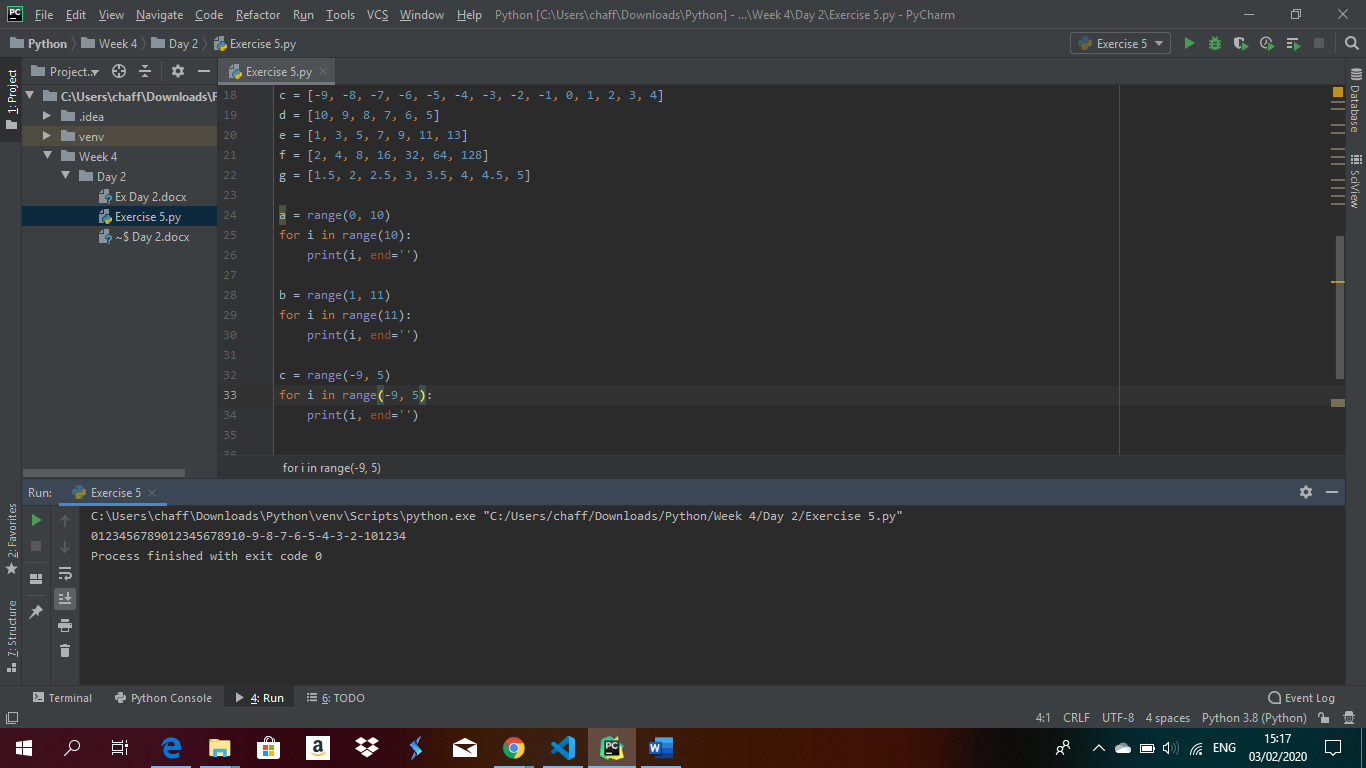 File Edit View Navigate Code Refactor Run Tools VCS Window Help Python [C:\Users\chaff\Downloads\Python] - ...\Week 4\Day 2\Exercise 5.py - PyCharm
Python Week 4 Day 2 Exercise 5.py Exercise 5
Project.. Exercise 5.py
1: Project
C:\Users\chaff\Downloads\P
.idea
venv
Week 4
Day 2
Ex Day 2.docx
Exercise 5.py
~$ Day 2.docx
18 c = [-9, -8, -7, -6, -5, -4, -3, -2, -1, 0, 1, 2, 3, 4]
19 d = [10, 9, 8, 7, 6, 5]
20 e = [1, 3, 5, 7, 9, 11, 13]
21 f = [2, 4, 8, 16, 32, 64, 128]
22 g = [1.5, 2, 2.5, 3, 3.5, 4, 4.5, 5]
23
24 a = range(0, 10)
25 for i in range(10):
26 print(i, end='')
27
28 b = range(1, 11)
29 for i in range(11):
30 print(i, end='')
31
32 c = range(-9, 5)
33 for i in range(-9, 5):
34 print(i, end='')
35
36
for i in range(-9, 5)
Database
SciView
Run: Exercise 5
C:\Users\chaff\Downloads\Python\venv\Scripts\python.exe "C:/Users/chaff/Downloads/Python/Week 4/Day 2/Exercise 5.py"
012345678901234567891​0-9-8-7-6-5-4-3-2-101234
Process finished with exit code 0
2: Favorites
7: Structure
Terminal Python Console 4: Run 6: TODO Event Log
4:1 CRLF UTF-8 4 spaces Python 3.8 (Python)
ENG 15:17
03/02/2020